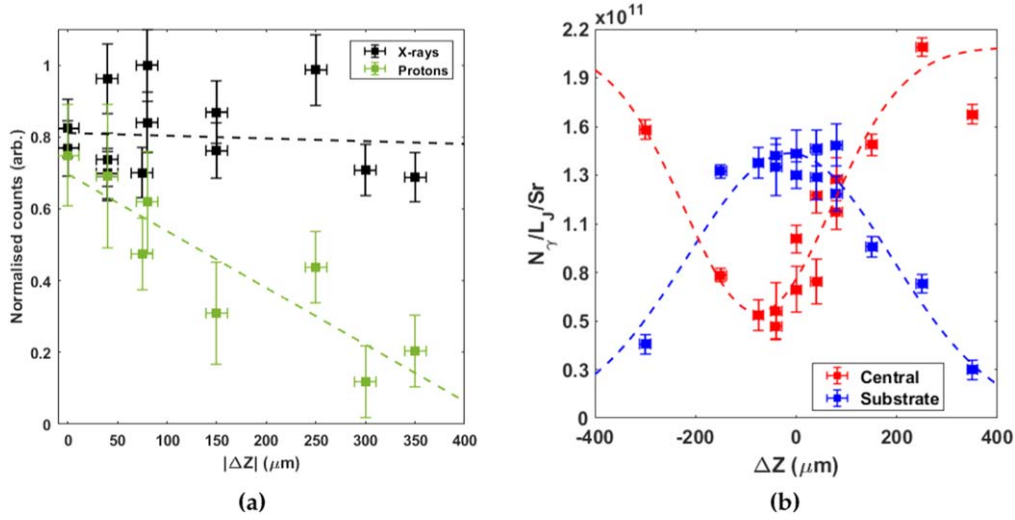 (a)
Normalised counts (arb.)
1
0.8
0.6
0.4
0.2
0
X-rays
Protons
0 50 100 150 200 250 300 350 400
|ΔZ| (μm)
(a)
×10¹¹
N_γ/L_J/Sr
2.2
1.9
1.6
1.3
1.1
0.8
0.5
0.3
0
Central
Substrate
-400 -200 0 200 400
ΔZ (μm)
(b)